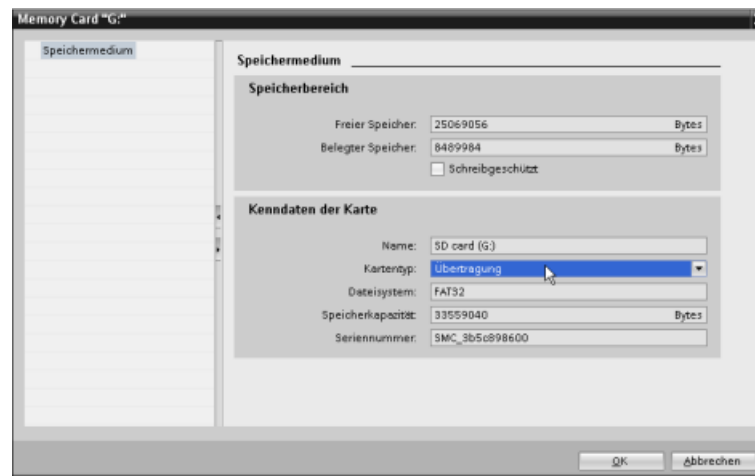 Memory Card "G:"
Speichermedium
Speichermedium
Speicherbereich
Freier Speicher: 25069056 Bytes
Belegter Speicher: 8489984 Bytes
Schreibgeschützt
Kenndaten der Karte
Name: SD card (G:)
Kartentyp: Übertragung
Dateisystem: FAT32
Speicherkapazität: 33559040 Bytes
Seriennummer: SMC_3b5c898600
OK Abbrechen